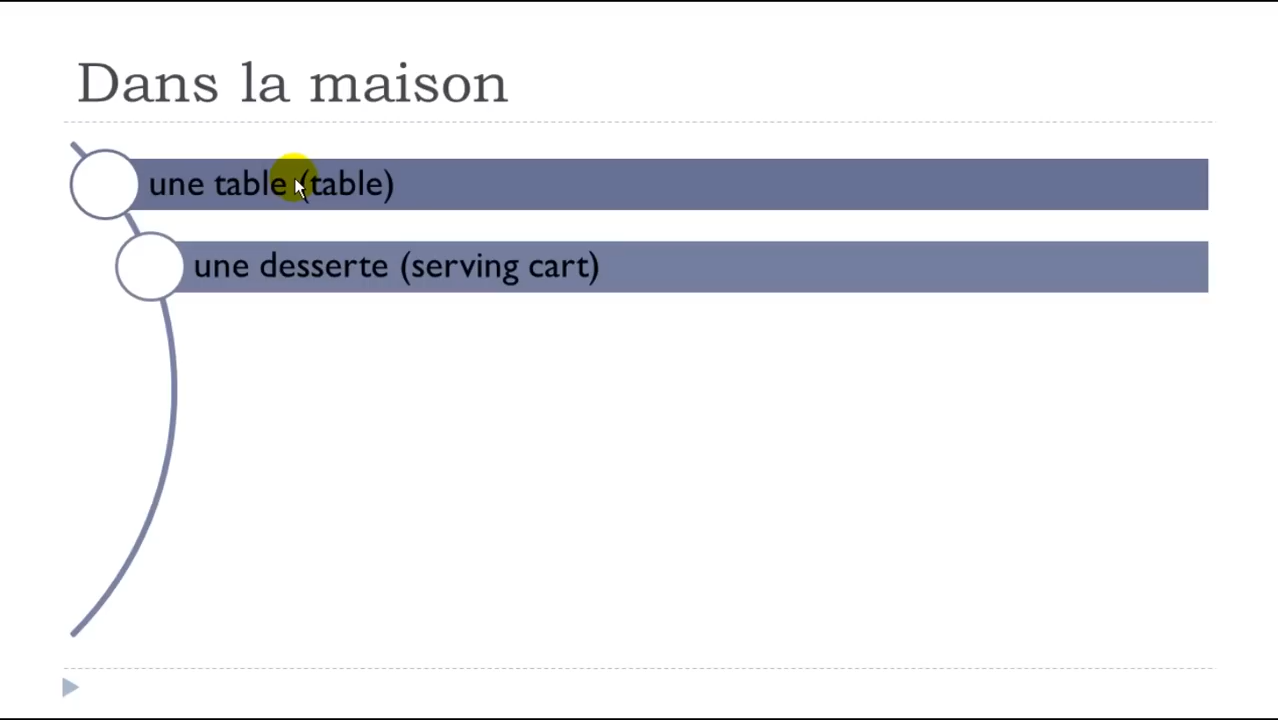 Dans la maison
une table (table)
une desserte (serving cart)